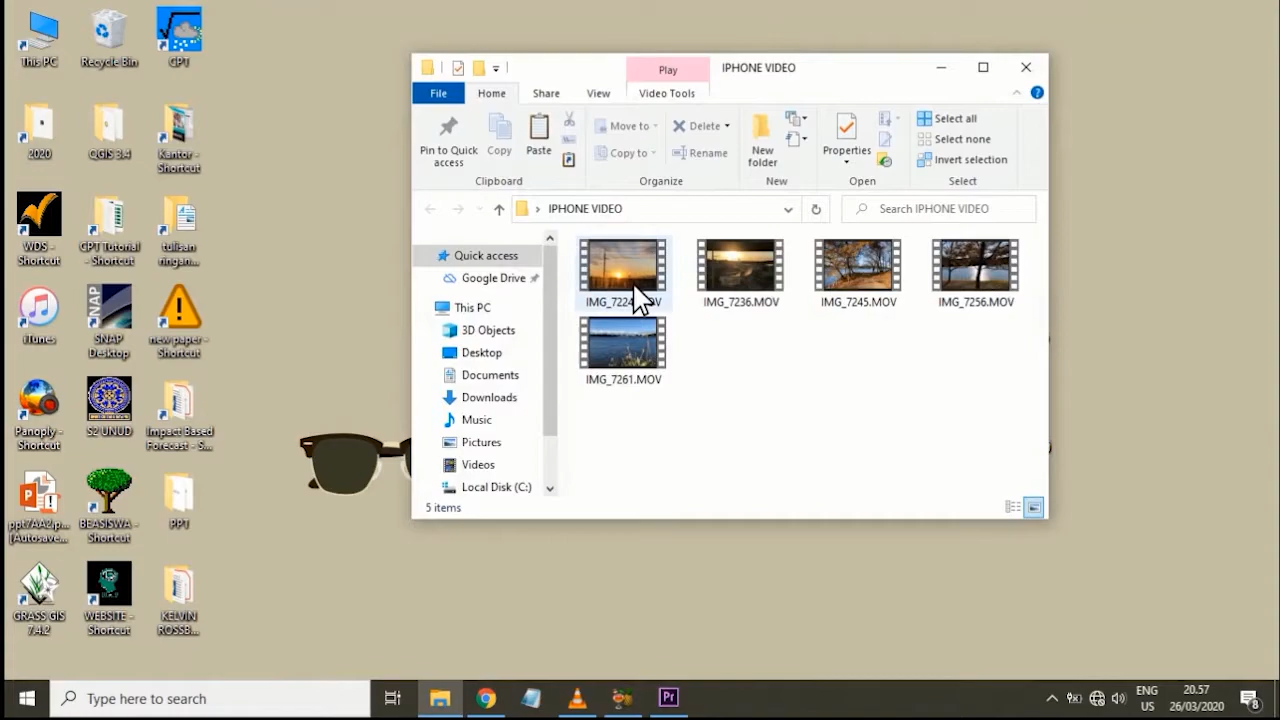 This PC
Recycle Bin
CPT
2020
QGIS 3.4
Kantor -
Shortcut
WDS -
Shortcut
CPT Tutorial
- Shortcut
tulisan
ringan...
iTunes
SNAP
Desktop
new paper -
Shortcut
Panoply -
Shortcut
S2 UNUD
Impact Based
Forecast - S...
ppt7AA2.p...
[Autosave...
BEASISWA -
Shortcut
PPT
GRASS GIS
7.4.2
WEBSITE -
Shortcut
KELVIN
ROSSB...
Play
IPHONE VIDEO
File
Home
Share
View
Video Tools
Pin to Quick
access
Copy
Paste
Clipboard
Move to
Copy to
Delete
Rename
Organize
New
folder
New
Properties
Open
Select all
Select none
Invert selection
Select
IPHONE VIDEO
Search IPHONE VIDEO
Quick access
Google Drive
This PC
3D Objects
Desktop
Documents
Downloads
Music
Pictures
Videos
Local Disk (C:)
IMG_7224.MOV
IMG_7236.MOV
IMG_7245.MOV
IMG_7256.MOV
IMG_7261.MOV
5 items
Type here to search
Pr
ENG
US
20.57
26/03/2020
8